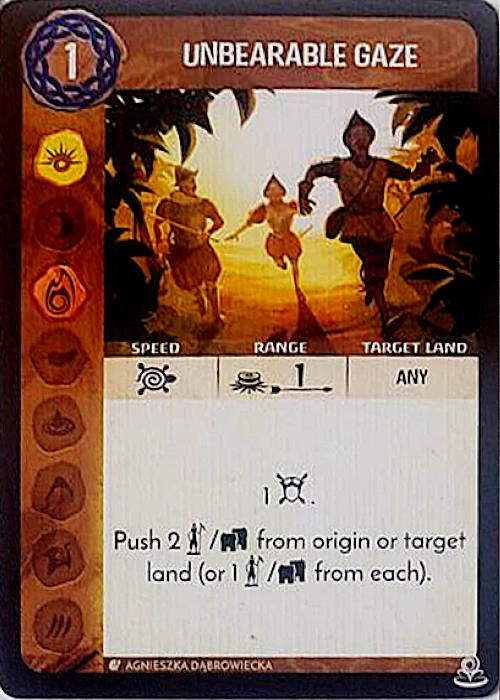 1
UNBEARABLE GAZE
SPEED RANGE TARGET LAND
1 ANY
1 .
Push 2 / from origin or target
land (or 1 / from each).
AGNIESZKA DĄBROWIECKA